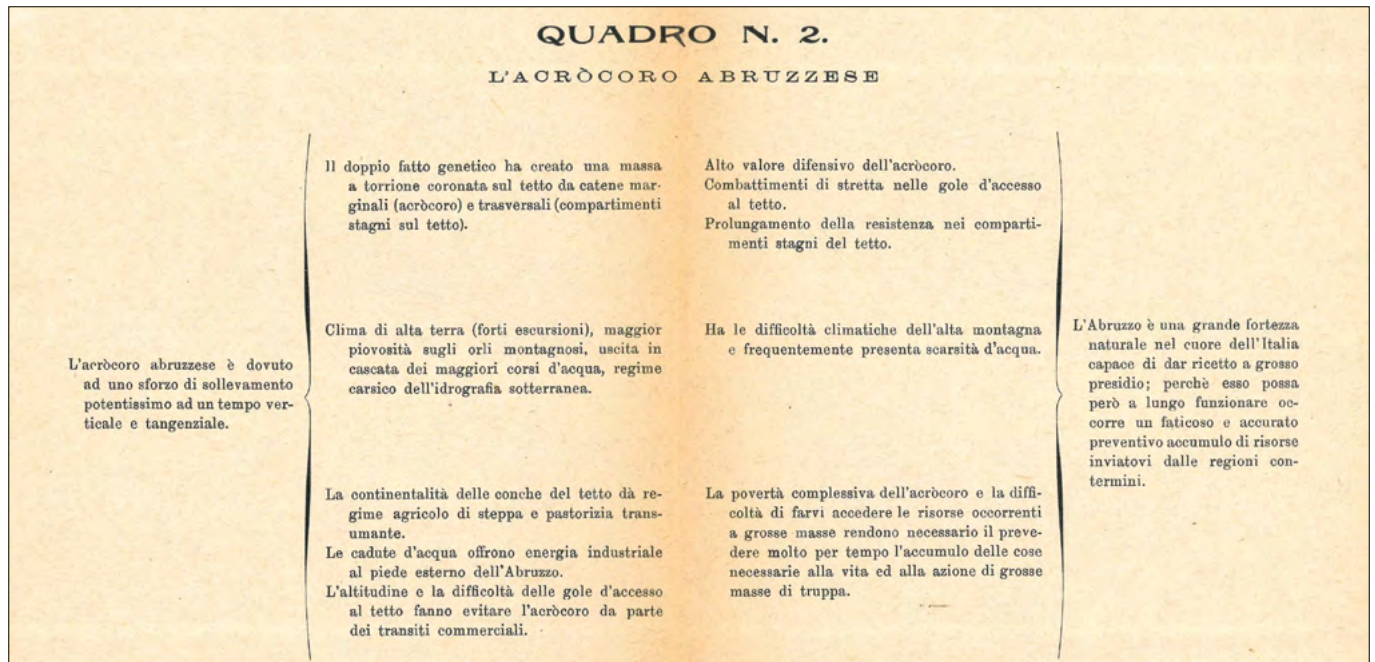 QUADRO N. 2.
L'ACRÒCORO ABRUZZESE
L'acròcoro abruzzese è dovuto
ad uno sforzo di sollevamento
potentissimo ad un tempo ver-
ticale e tangenziale.
Il doppio fatto genetico ha creato una massa
a torrione coronata sul tetto da catene mar-
ginali (acròcoro) e trasversali (compartimenti
stagni sul tetto).
Clima di alta terra (forti escursioni), maggior
piovosità sugli orli montagnosi, uscita in
cascata dei maggiori corsi d'acqua, regime
carsico dell'idrografia sotterranea.
La continentalità delle conche del tetto dà re-
gime agricolo di steppa e pastorizia trans-
umante.
Le cadute d'acqua offrono energia industriale
al piede esterno dell'Abruzzo.
L'altitudine e la difficoltà delle gole d'accesso
al tetto fanno evitare l'acròcoro da parte
dei transiti commerciali.
Alto valore difensivo dell'acròcoro.
Combattimenti di stretta nelle gole d'accesso
al tetto.
Prolungamento della resistenza nei comparti-
menti stagni del tetto.
Ha le difficoltà climatiche dell'alta montagna
e frequentemente presenta scarsità d'acqua.
La povertà complessiva dell'acròcoro e la diffi-
coltà di farvi accedere le risorse occorrenti
a grosse masse rendono necessario il preve-
dere molto per tempo l'accumulo delle cose
necessarie alla vita ed alla azione di grosse
masse di truppa.
L'Abruzzo è una grande fortezza
naturale nel cuore dell'Italia
capace di dar ricetto a grosso
presidio; perchè esso possa
però a lungo funzionare oc-
corre un faticoso e accurato
preventivo accumulo di risorse
inviatovi dalle regioni con-
termini.